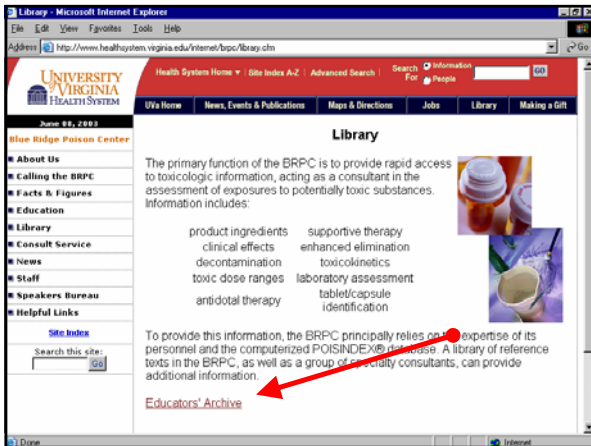 Library - Microsoft Internet Explorer
File Edit View Favorites Tools Help
Address http://www.healthsystem.virginia.edu/internet/brpc/library.cfm Go
UNIVERSITY
of VIRGINIA
HEALTH SYSTEM
Health System Home Site Index A-Z Advanced Search Search For Information People GO
UVa Home News, Events & Publications Maps & Directions Jobs Library Making a Gift
June 08, 2003
Blue Ridge Poison Center
About Us
Calling the BRPC
Facts & Figures
Education
Library
Consult Service
News
Staff
Speakers Bureau
Helpful Links
Site Index
Search this site:
Go
Library
The primary function of the BRPC is to provide rapid access
to toxicologic information, acting as a consultant in the
assessment of exposures to potentially toxic substances.
Information includes:
product ingredients supportive therapy
clinical effects enhanced elimination
decontamination toxicokinetics
toxic dose ranges laboratory assessment
antidotal therapy tablet/capsule
identification
To provide this information, the BRPC principally relies on the expertise of its
personnel and the computerized POISINDEX® database. A library of reference
texts in the BRPC, as well as a group of specialty consultants, can provide
additional information.
Educators' Archive
Done Internet